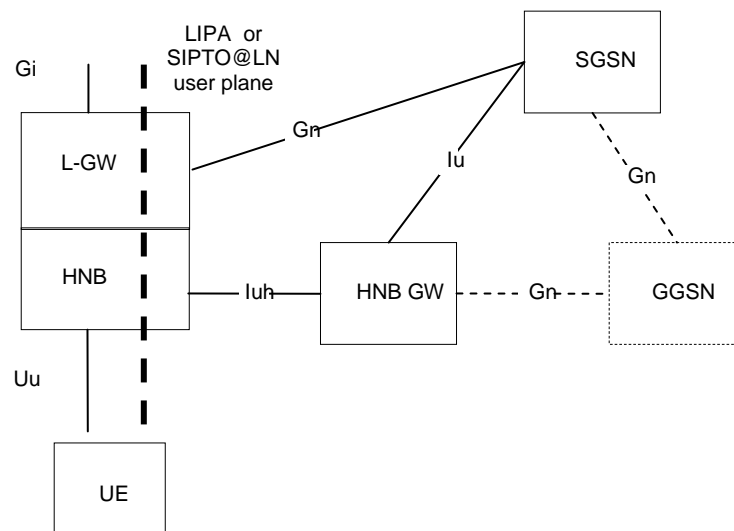 LIPA or
SIPTO@LN
user plane
Gi
SGSN
Gn
L-GW
Iu
Gn
HNB
Iuh
HNB GW
Gn
GGSN
Uu
UE